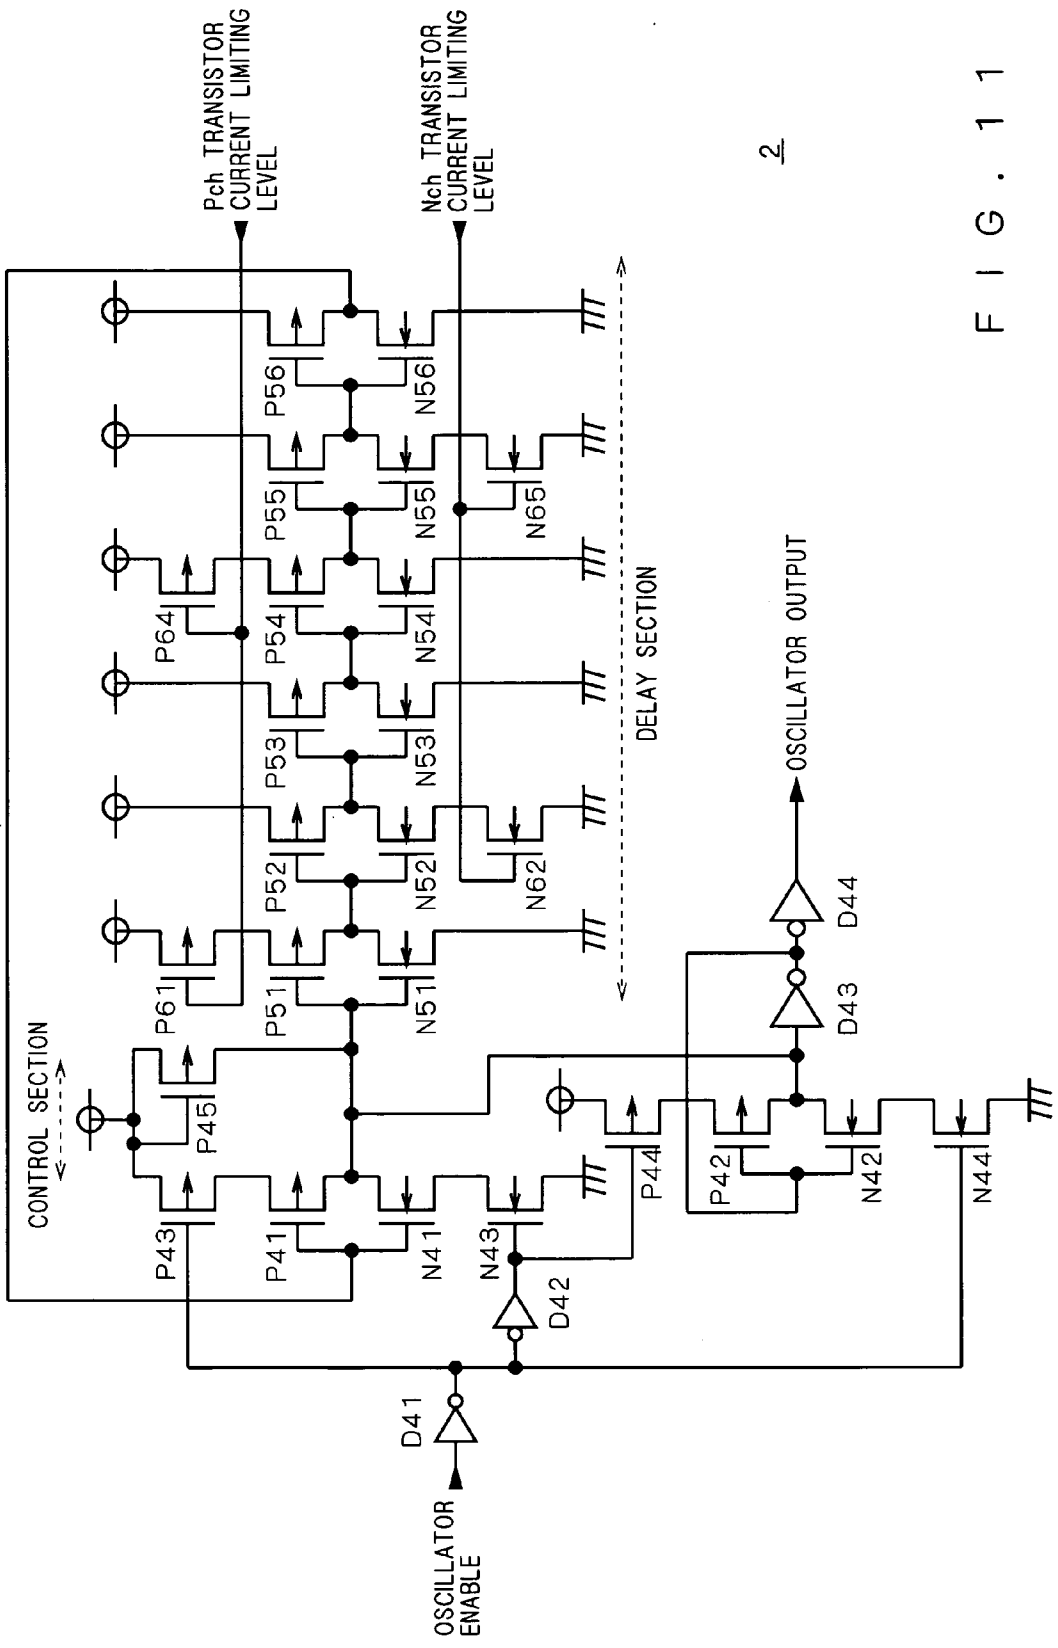 Pch TRANSISTOR
CURRENT LIMITING
LEVEL
Nch TRANSISTOR
CURRENT LIMITING
LEVEL
CONTROL SECTION
P43
P45
P61
P64
P41
P51
P52
P53
P54
P55
P56
N41
N51
N52
N53
N54
N55
N56
N43
N62
N65
DELAY SECTION
OSCILLATOR
ENABLE
D41
D42
P44
P42
N42
N44
D43
D44
OSCILLATOR OUTPUT
2
FIG. 11